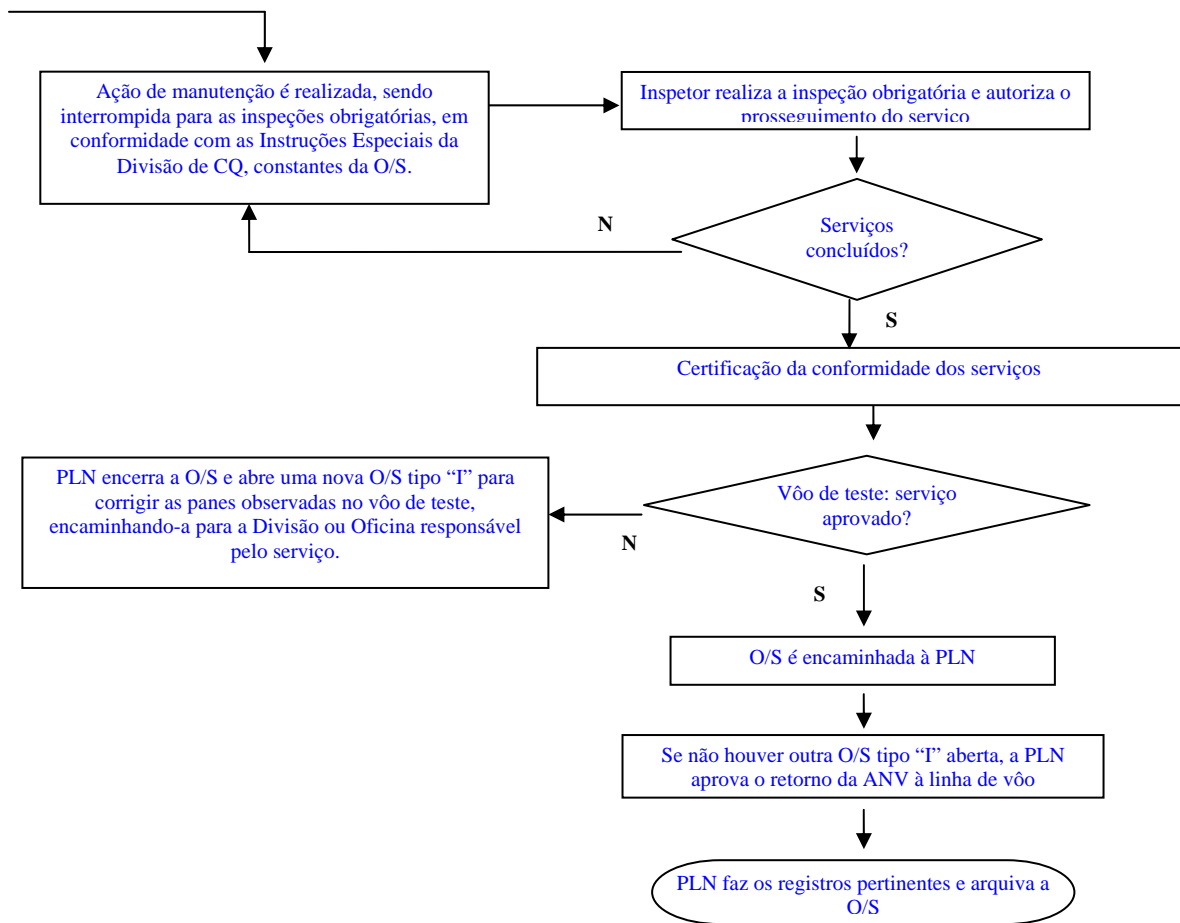 Ação de manutenção é realizada, sendo
interrompida para as inspeções obrigatórias, em
conformidade com as Instruções Especiais da
Divisão de CQ, constantes da O/S.
Inspetor realiza a inspeção obrigatória e autoriza o
prosseguimento do serviço
N
Serviços
concluídos?
S
Certificação da conformidade dos serviços
PLN encerra a O/S e abre uma nova O/S tipo “I” para
corrigir as panes observadas no vôo de teste,
encaminhando-a para a Divisão ou Oficina responsável
pelo serviço.
Vôo de teste: serviço
aprovado?
N
S
O/S é encaminhada à PLN
Se não houver outra O/S tipo “I” aberta, a PLN
aprova o retorno da ANV à linha de vôo
PLN faz os registros pertinentes e arquiva a
O/S